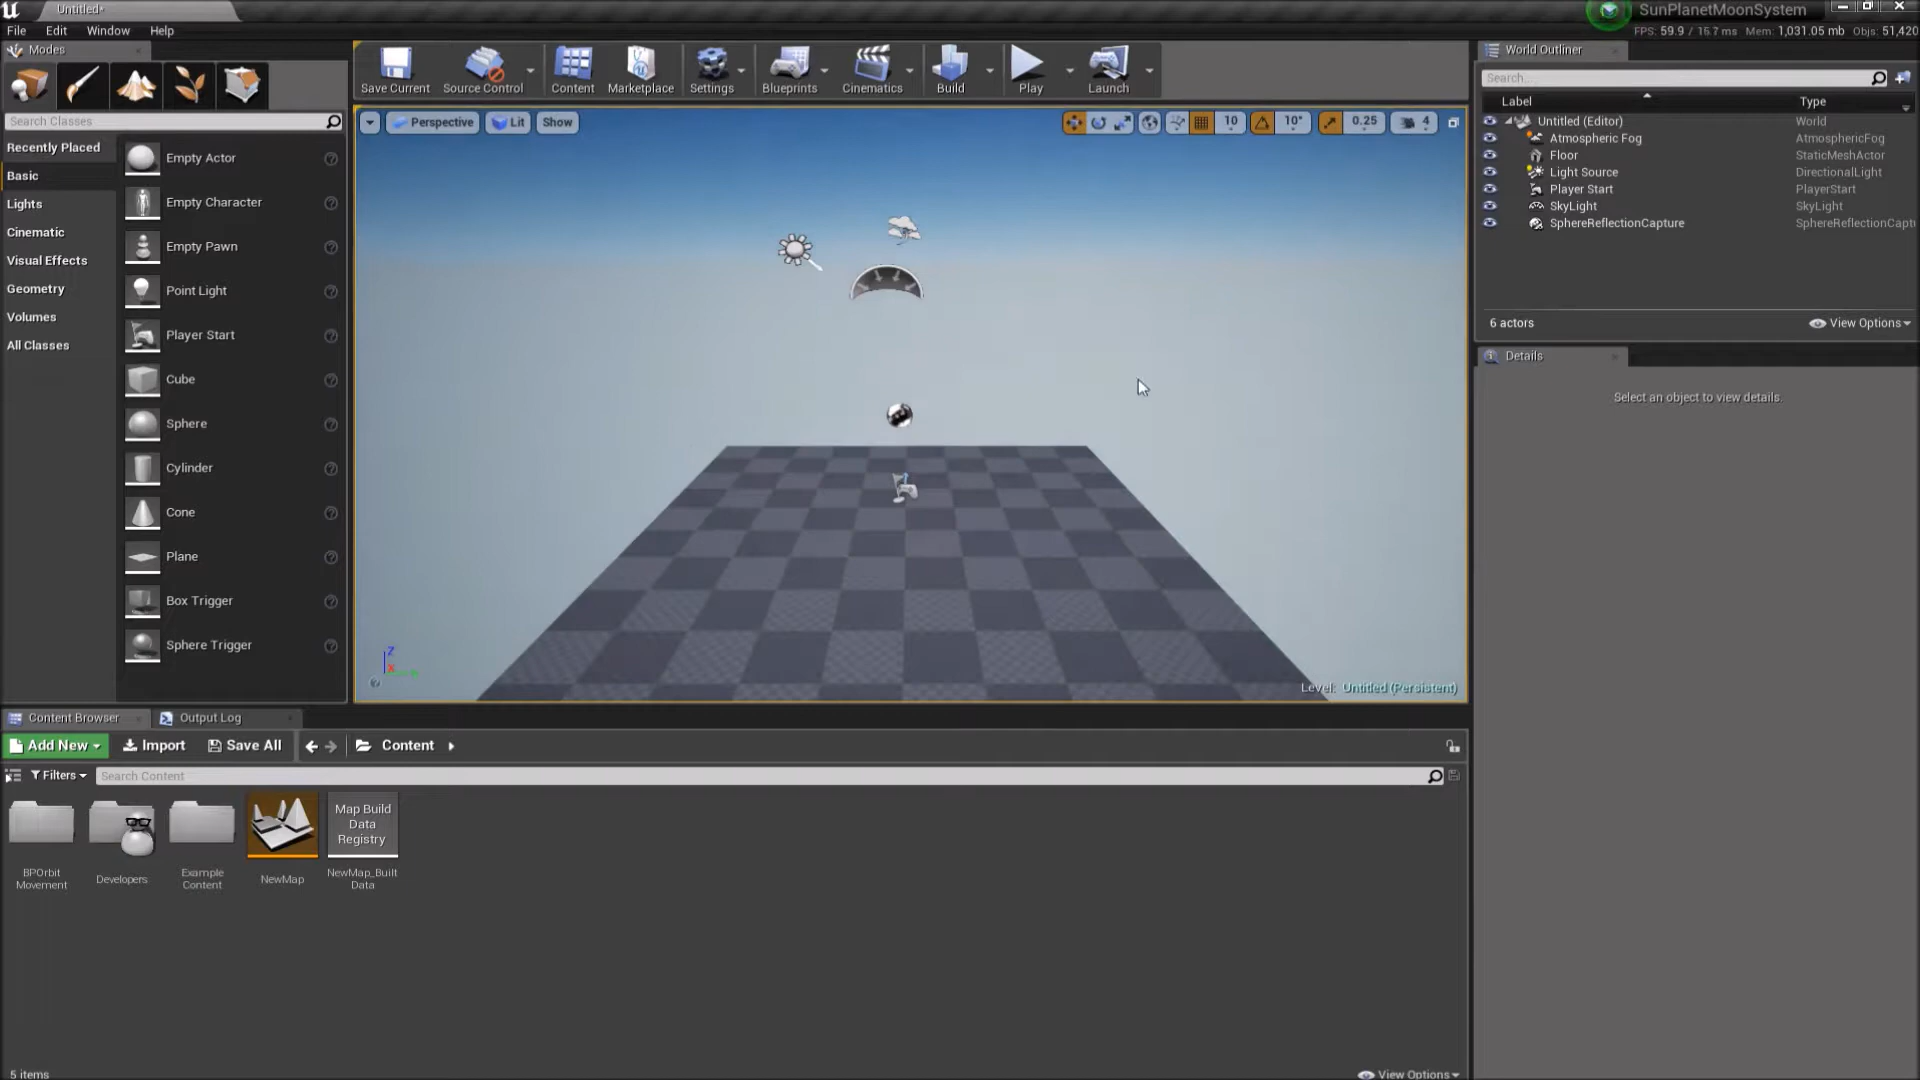 Untitled*
SunPlanetMoonSystem
File Edit Window Help
FPS: 59.9 / 16.7 ms Mem: 1,031.05 mb Objs: 51,420
Modes
World Outliner
Save Current Source Control Content Marketplace Settings Blueprints Cinematics Build Play Launch
Search...
Label Type
Search Classes
Perspective Lit Show 10 10° 0.25 4
Untitled (Editor) World
Atmospheric Fog AtmosphericFog
Floor StaticMeshActor
Light Source DirectionalLight
Player Start PlayerStart
SkyLight SkyLight
SphereReflectionCapture SphereReflectionCaptu
6 actors View Options
Details
Select an object to view details.
Recently Placed
Basic
Lights
Cinematic
Visual Effects
Geometry
Volumes
All Classes
Empty Actor
Empty Character
Empty Pawn
Point Light
Player Start
Cube
Sphere
Cylinder
Cone
Plane
Box Trigger
Sphere Trigger
Z
X
Level: Untitled (Persistent)
Content Browser Output Log
Add New Import Save All Content
Filters Search Content
Map Build
Data
Registry
BPOrbit
Movement
Developers
Example
Content
NewMap
NewMap_Built
Data
5 items View Options